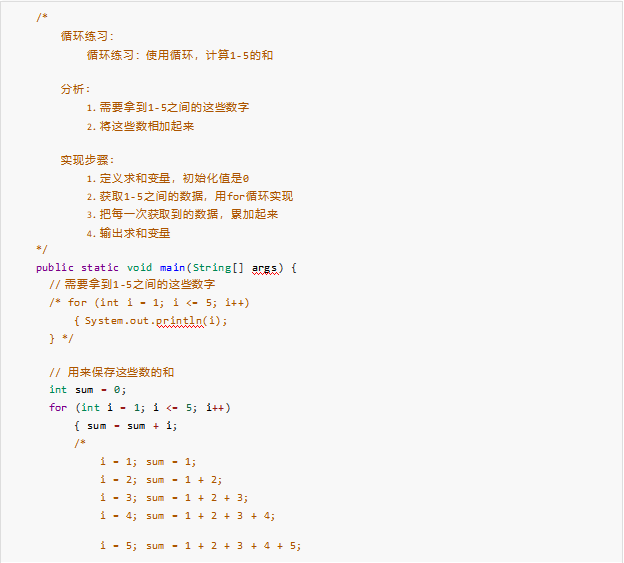 /*
循环练习:
循环练习: 使用循环, 计算1-5的和
分析:
1. 需要拿到1-5之间的这些数字
2. 将这些数相加起来
实现步骤:
1. 定义求和变量, 初始化值是0
2. 获取1-5之间的数据, 用for循环实现
3. 把每一次获取到的数据, 累加起来
4. 输出求和变量
*/
public static void main(String[] args) {
// 需要拿到1-5之间的这些数字
/* for (int i = 1; i <= 5; i++)
{ System.out.println(i);
} */
// 用来保存这些数的和
int sum = 0;
for (int i = 1; i <= 5; i++)
{ sum = sum + i;
/*
i = 1; sum = 1;
i = 2; sum = 1 + 2;
i = 3; sum = 1 + 2 + 3;
i = 4; sum = 1 + 2 + 3 + 4;
i = 5; sum = 1 + 2 + 3 + 4 + 5;